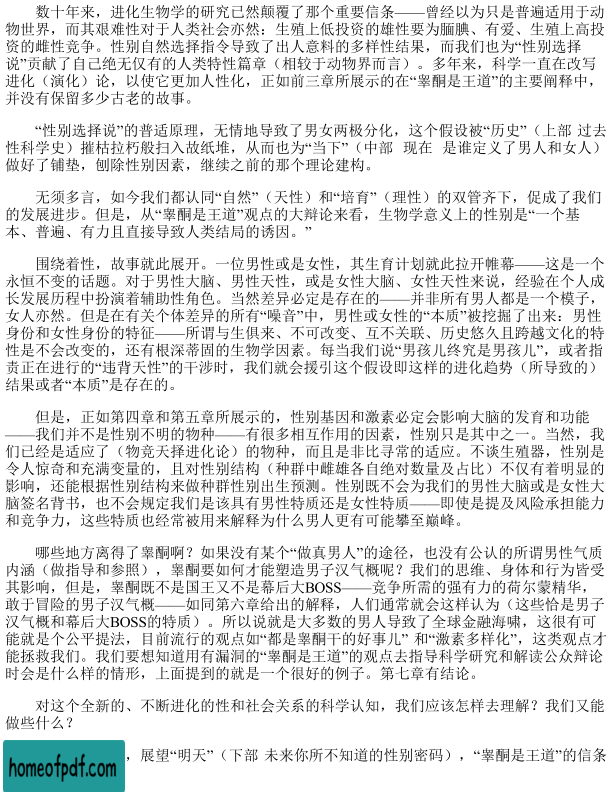 数十年来，进化生物学的研究已然颠覆了那个重要信条——曾经以为只是普遍适用于动
物世界，而其艰难性对于人类社会亦然：生殖上低投资的雄性要为腼腆、有爱、生殖上高投
资的雌性竞争。性别自然选择指令导致了出人意料的多样性结果，而我们也为“性别选择
说”贡献了自己绝无仅有的人类特性篇章（相较于动物界而言）。多年来，科学一直在改写
进化（演化）论，以使它更加人性化，正如前三章所展示的在“睾酮是王道”的主要阐释中，
并没有保留多少古老的故事。
“性别选择说”的普适原理，无情地导致了男女两极分化，这个假设被“历史”（上部 过去
性科学史）摧枯拉朽般扫入故纸堆，从而也为“当下”（中部 现在 是谁定义了男人和女人）
做好了铺垫，刨除性别因素，继续之前的那个理论建构。
无须多言，如今我们都认同“自然”（天性）和“培育”（理性）的双管齐下，促成了我们
的发展进步。但是，从“睾酮是王道”观点的大辩论来看，生物学意义上的性别是“一个基
本、普遍、有力且直接导致人类结局的诱因。”
围绕着性，故事就此展开。一位男性或是女性，其生育计划就此拉开帷幕——这是一个
永恒不变的话题。对于男性大脑、男性天性，或是女性大脑、女性天性来说，经验在个人成
长发展历程中扮演着辅助性角色。当然差异必定是存在的——并非所有男人都是一个模子，
女人亦然。但是在有关个体差异的所有“噪音”中，男性或女性的“本质”被挖掘了出来：男性
身份和女性身份的特征——所谓与生俱来、不可改变、互不关联、历史悠久且跨越文化的特
性是不会改变的，还有根深蒂固的生物学因素。每当我们说“男孩儿终究是男孩儿”，或者指
责正在进行的“违背天性”的干涉时，我们就会援引这个假设即这样的进化趋势（所导致的）
结果或者“本质”是存在的。
但是，正如第四章和第五章所展示的，性别基因和激素必定会影响大脑的发育和功能
——我们并不是性别不明的物种——有很多相互作用的因素，性别只是其中之一。当然，我
们已经是适应了（物竞天择进化论）的物种，而且是非比寻常的适应。不谈生殖器，性别是
令人惊奇和充满变量的，且对性别结构（种群中雌雄各自绝对数量及占比）不仅有着明显的
影响，还能根据性别结构来做种群性别出生预测。性别既不会为我们的男性大脑或是女性大
脑签名背书，也不会规定我们是该具有男性特质还是女性特质——即使是提及风险承担能力
和竞争力，这些特质也经常被用来解释为什么男人更有可能攀至巅峰。
哪些地方离得了睾酮啊？如果没有某个“做真男人”的途径，也没有公认的所谓男性气质
内涵（做指导和参照），睾酮要如何才能塑造男子汉气概呢？我们的思维、身体和行为皆受
其影响，但是，睾酮既不是国王又不是幕后大BOSS——竞争所需的强有力的荷尔蒙精华，
敢于冒险的男子汉气概——如同第六章给出的解释，人们通常就会这样认为（这些恰是男子
汉气概和幕后大BOSS的特质）。所以说就是大多数的男人导致了全球金融海啸，这很有可
能就是个公平提法，目前流行的观点如“都是睾酮干的好事儿” 和“激素多样化”，这类观点才
能拯救我们。我们要想知道用有漏洞的“睾酮是王道”的观点去指导科学研究和解读公众辩论
时会是什么样的情形，上面提到的就是一个很好的例子。第七章有结论。
对这个全新的、不断进化的性和社会关系的科学认知，我们应该怎样去理解？我们又能
做些什么？
，展望“明天”（下部 未来你所不知道的性别密码），“睾酮是王道”的信条
homeofpdf.com